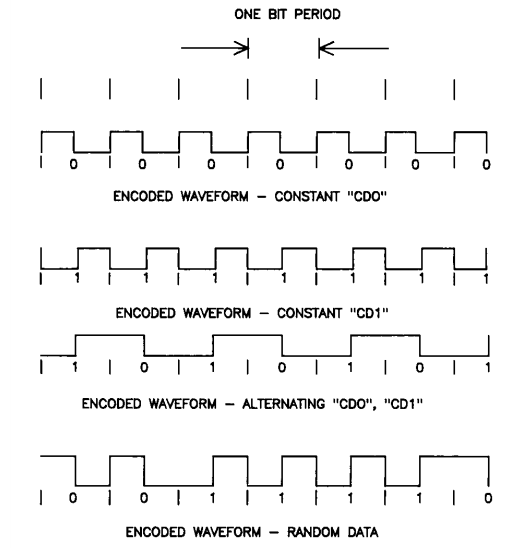 ONE BIT PERIOD
0 0 0 0 0 0 0
ENCODED WAVEFORM – CONSTANT "CD0"
1 1 1 1 1 1 1
ENCODED WAVEFORM – CONSTANT "CD1"
1 0 1 0 1 0 1
ENCODED WAVEFORM – ALTERNATING "CD0", "CD1"
0 0 1 1 1 1 0
ENCODED WAVEFORM – RANDOM DATA